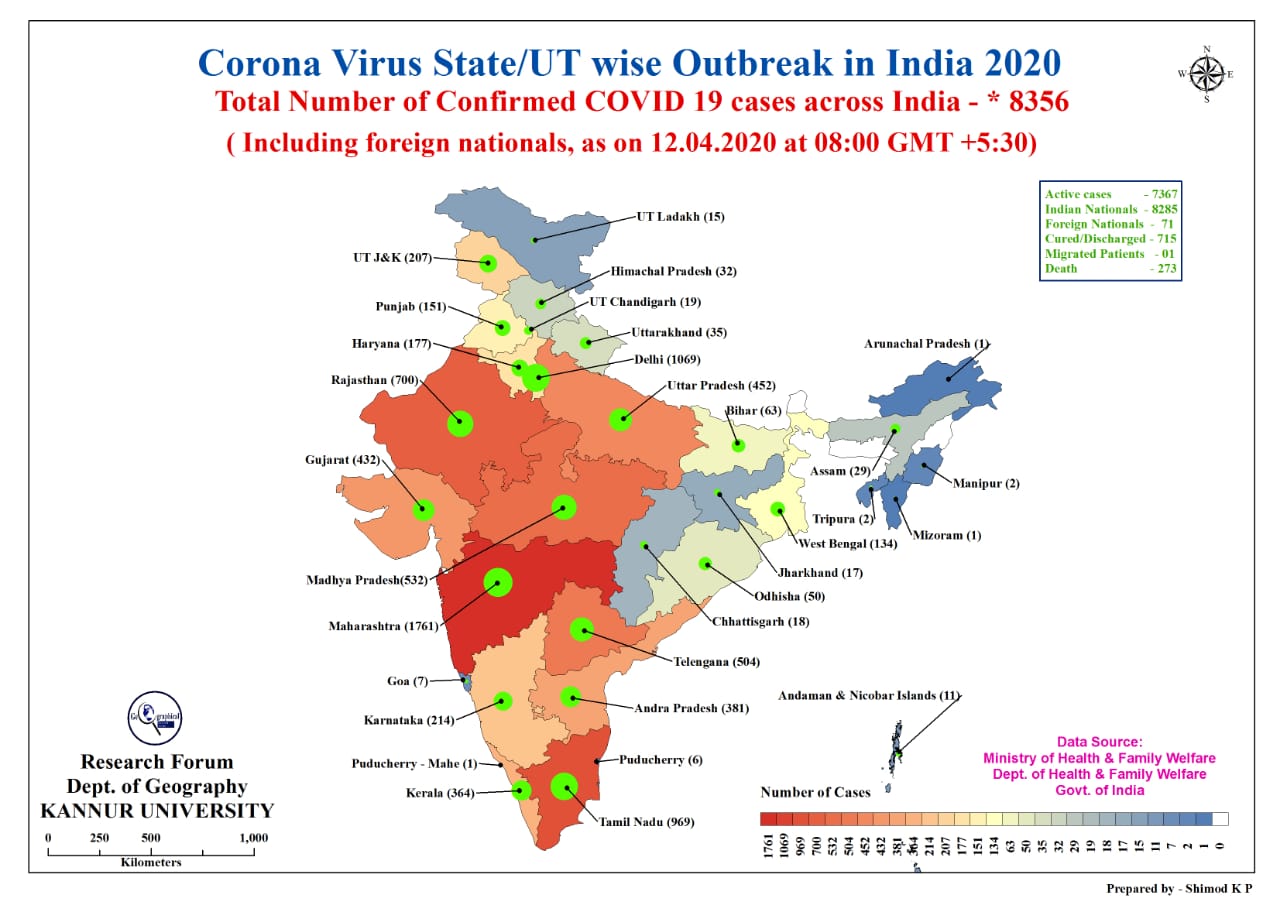 Corona Virus State/UT wise Outbreak in India 2020
Total Number of Confirmed COVID 19 cases across India - * 8356
( Including foreign nationals, as on 12.04.2020 at 08:00 GMT +5:30)
N
W E
S
Active cases - 7367
Indian Nationals - 8285
Foreign Nationals - 71
Cured/Discharged - 715
Migrated Patients - 01
Death - 273
UT Ladakh (15)
UT J&K (207)
Himachal Pradesh (32)
UT Chandigarh (19)
Punjab (151)
Uttarakhand (35)
Haryana (177)
Arunachal Pradesh (1)
Delhi (1069)
Rajasthan (700)
Uttar Pradesh (452)
Bihar (63)
Gujarat (432)
Assam (29)
Manipur (2)
Tripura (2)
Mizoram (1)
West Bengal (134)
Jharkhand (17)
Madhya Pradesh(532)
Odhisha (50)
Chhattisgarh (18)
Maharashtra (1761)
Telengana (504)
Goa (7)
Andaman & Nicobar Islands (11)
Andra Pradesh (381)
Karnataka (214)
Puducherry (6)
Puducherry - Mahe (1)
Kerala (364)
Tamil Nadu (969)
Geographical
Research Forum
Dept. of Geography
KANNUR UNIVERSITY
0 250 500 1,000
Kilometers
Data Source:
Ministry of Health & Family Welfare
Dept. of Health & Family Welfare
Govt. of India
Number of Cases
1761 1069 969 700 532 504 452 432 381 364 214 207 177 151 134 63 50 35 32 29 19 18 17 15 11 7 2 1 0
Prepared by - Shimod K P